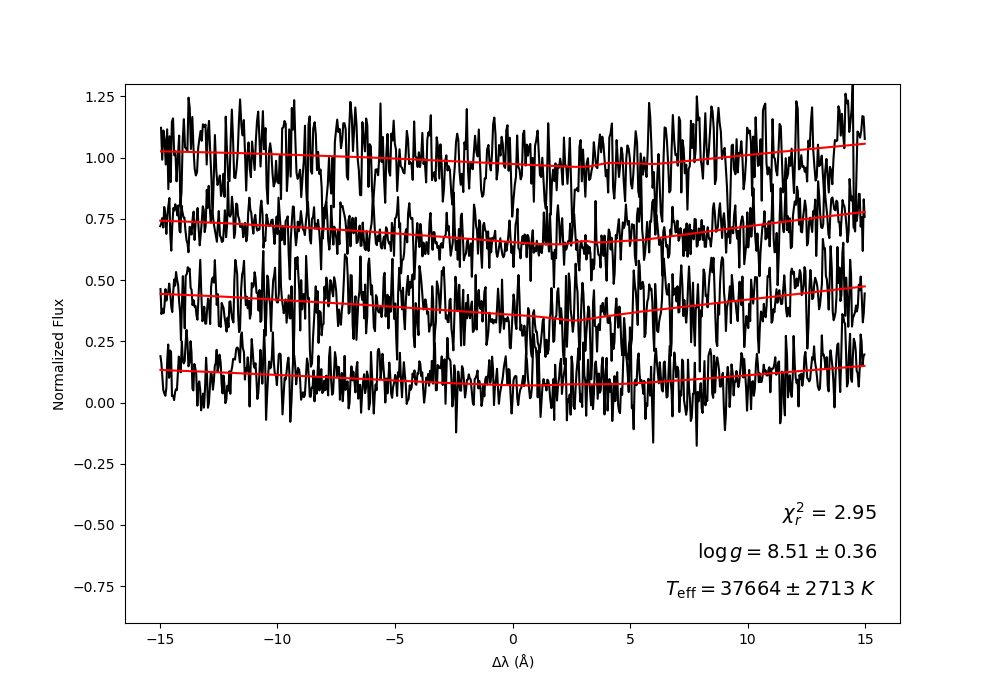 1.25
1.00
0.75
0.50
0.25
0.00
−0.25
−0.50
−0.75
Normalized Flux
χ²ᵣ = 2.95
log g = 8.51 ± 0.36
T_eff = 37664 ± 2713 K
−15 −10 −5 0 5 10 15
Δλ (Å)